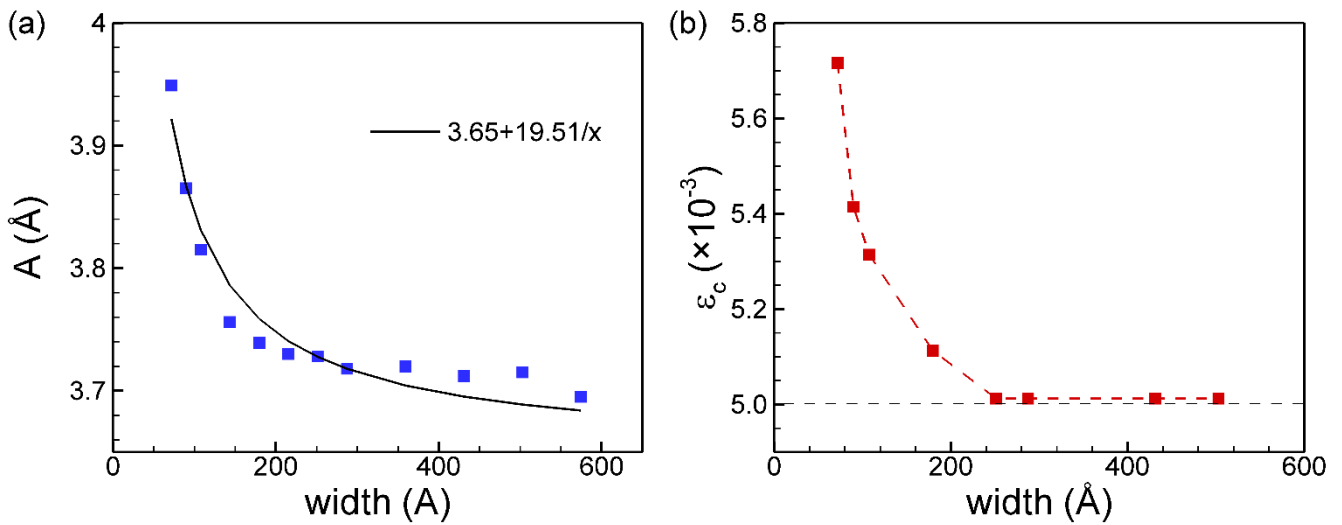 (a)
4
3.9
3.8
3.7
A (Å)
3.65+19.51/x
0
200
400
600
width (A)
(b)
5.8
5.6
5.4
5.2
5.0
ε_c (×10⁻³)
0
200
400
600
width (Å)